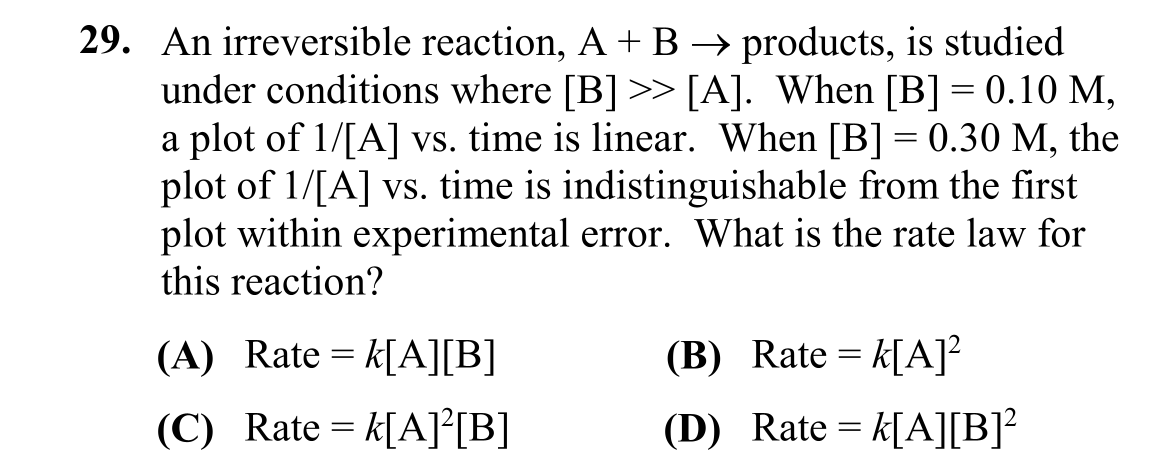 29. An irreversible reaction, A + B → products, is studied
under conditions where [B] >> [A]. When [B] = 0.10 M,
a plot of 1/[A] vs. time is linear. When [B] = 0.30 M, the
plot of 1/[A] vs. time is indistinguishable from the first
plot within experimental error. What is the rate law for
this reaction?
(A) Rate = k[A][B] (B) Rate = k[A]²
(C) Rate = k[A]²[B] (D) Rate = k[A][B]²